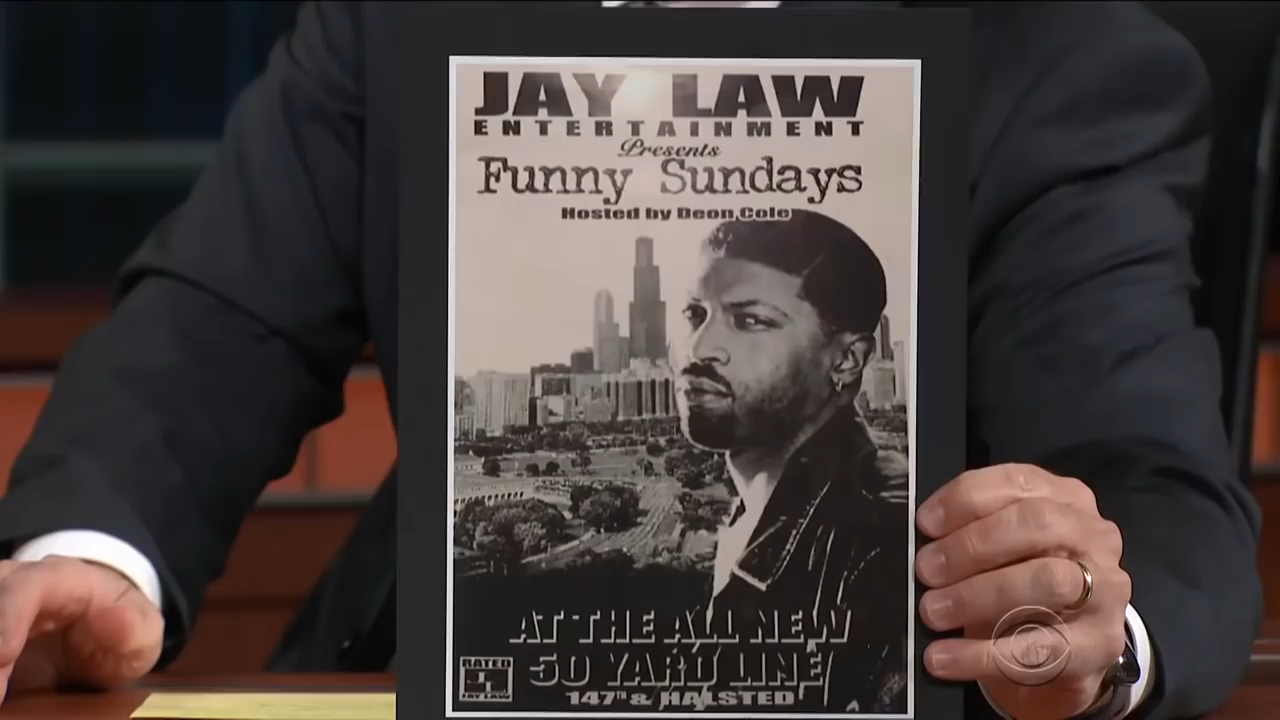 JAY LAW
ENTERTAINMENT
Presents
Funny Sundays
Hosted by Deon Cole
AT THE ALL NEW
50 YARD LINE
147TH & HALSTED
RATED
JL
JAY LAW